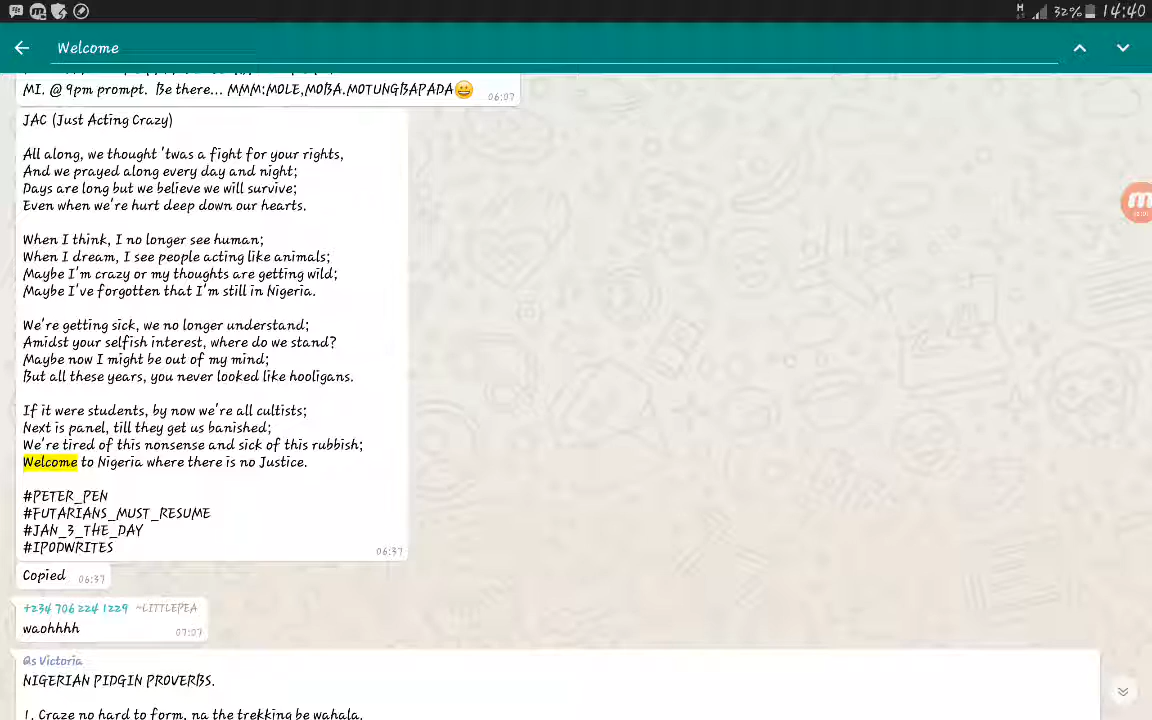 32% 14:40
Welcome
MI. @ 9pm prompt. Be there... MMM:MOLE,MOBA.MOTUNGBAPADA😀 06:07
JAC (Just Acting Crazy)
All along, we thought 'twas a fight for your rights,
And we prayed along every day and night;
Days are long but we believe we will survive;
Even when we're hurt deep down our hearts.
When I think, I no longer see human;
When I dream, I see people acting like animals;
Maybe I'm crazy or my thoughts are getting wild;
Maybe I've forgotten that I'm still in Nigeria.
We're getting sick, we no longer understand;
Amidst your selfish interest, where do we stand?
Maybe now I might be out of my mind;
But all these years, you never looked like hooligans.
If it were students, by now we're all cultists;
Next is panel, till they get us banished;
We're tired of this nonsense and sick of this rubbish;
Welcome to Nigeria where there is no Justice.
#PETER_PEN
#FUTARIANS_MUST_RESUME
#JAN_3_THE_DAY
#IPODWRITES
06:37
Copied 06:37
+234 706 224 1229 ~LITTLEPEA
waohhhh 07:07
Qs Victoria
NIGERIAN PIDGIN PROVERBS.
1. Craze no hard to form, na the trekking be wahala.